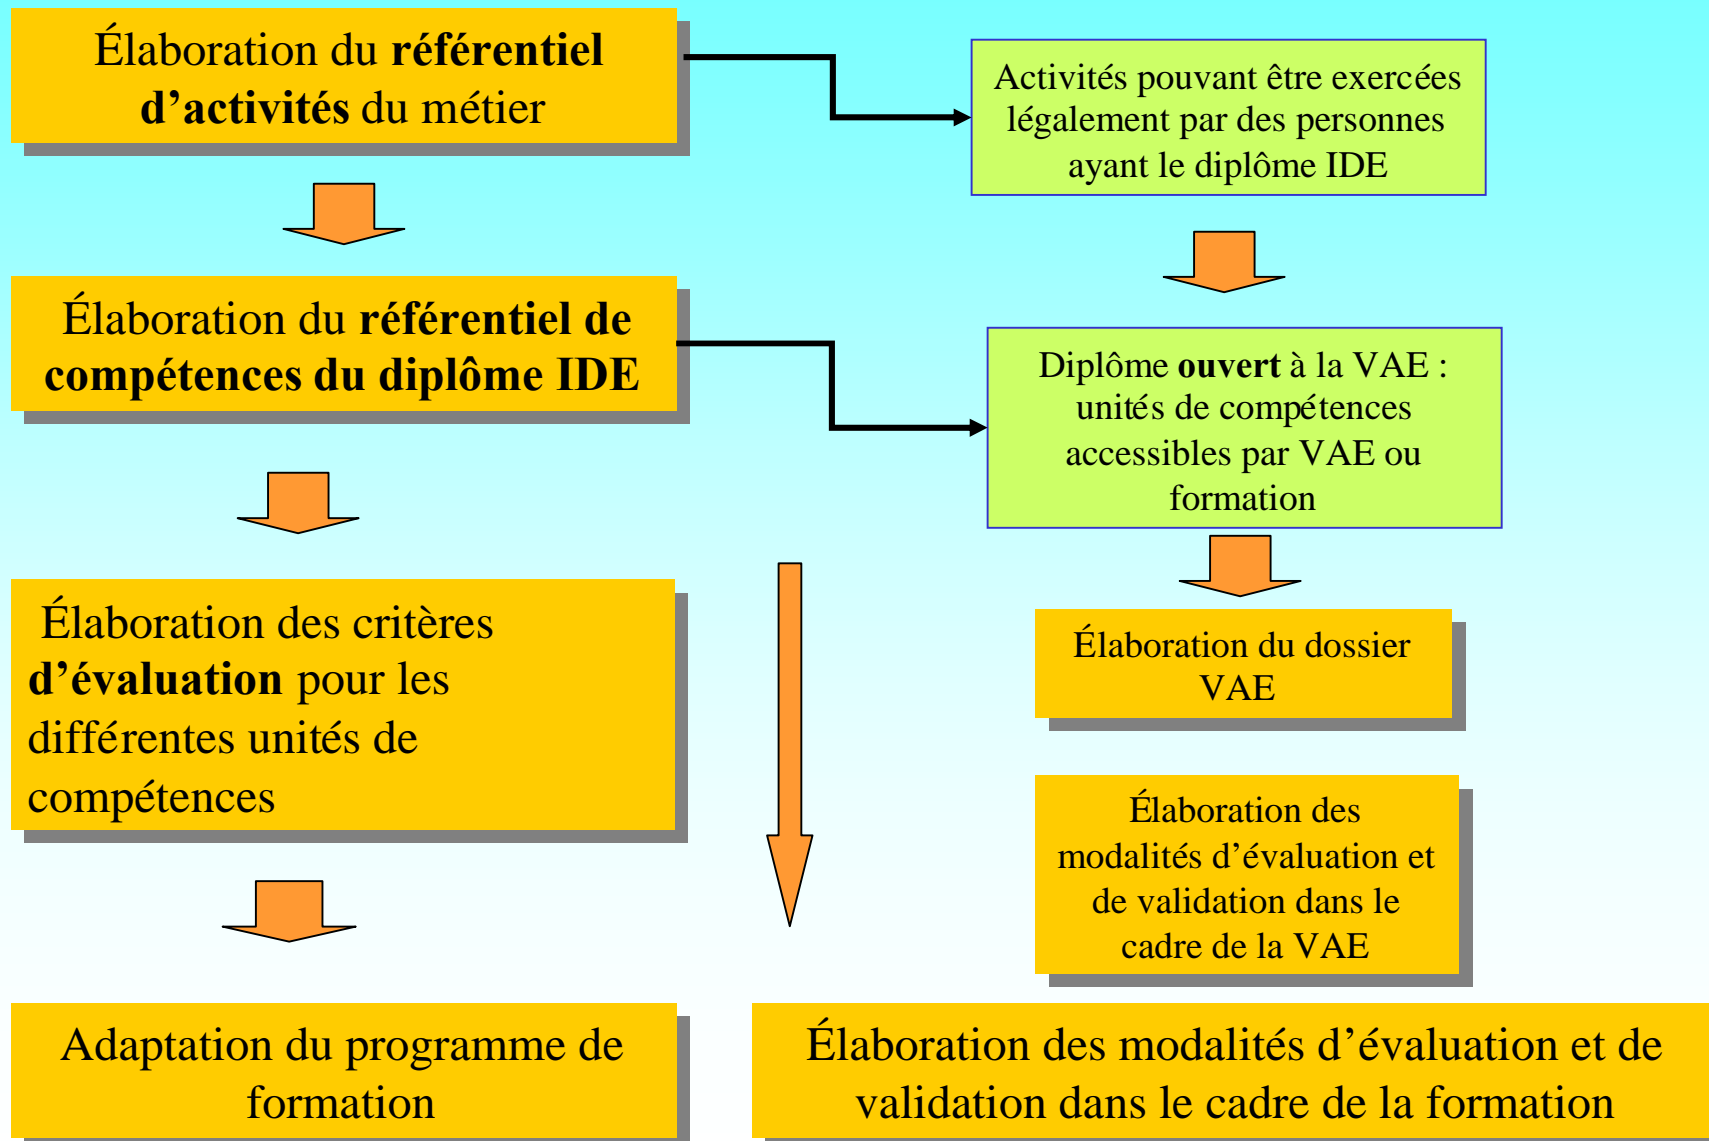 Élaboration du référentiel
d’activités du métier
Activités pouvant être exercées
légalement par des personnes
ayant le diplôme IDE
Élaboration du référentiel de
compétences du diplôme IDE
Diplôme ouvert à la VAE :
unités de compétences
accessibles par VAE ou
formation
Élaboration des critères
d’évaluation pour les
différentes unités de
compétences
Élaboration du dossier
VAE
Élaboration des
modalités d’évaluation et
de validation dans le
cadre de la VAE
Adaptation du programme de
formation
Élaboration des modalités d’évaluation et de
validation dans le cadre de la formation